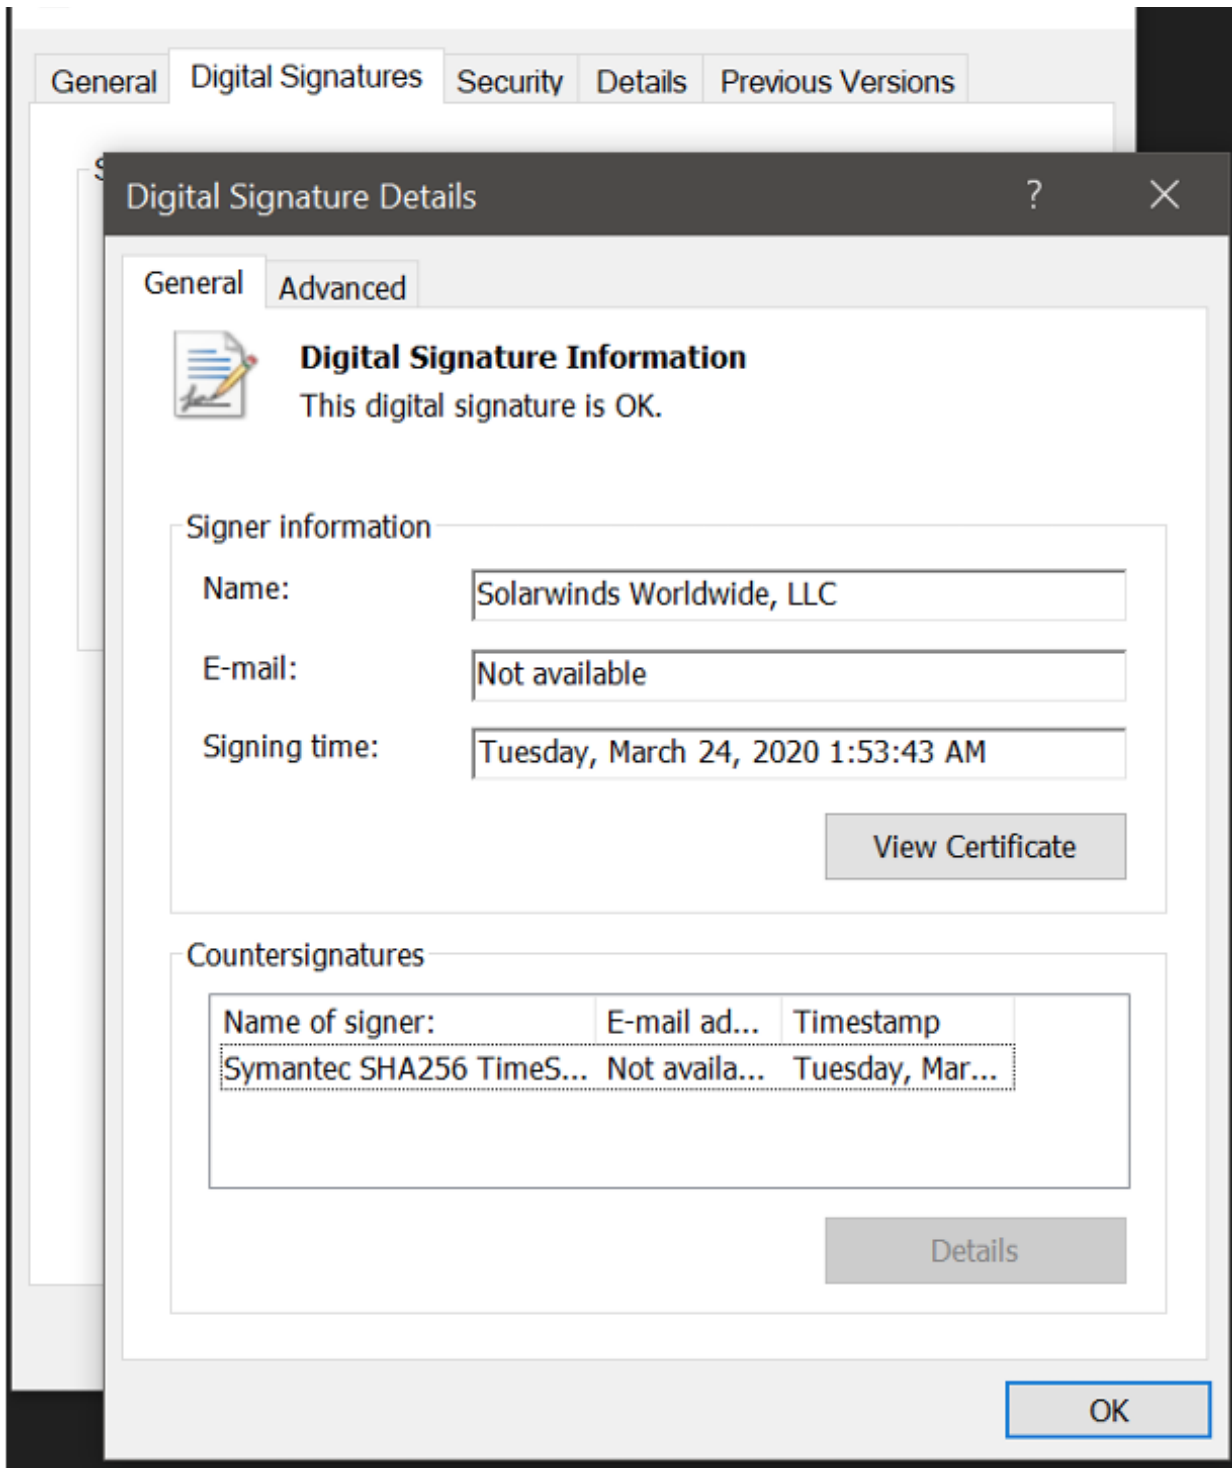 General Digital Signatures Security Details Previous Versions
Digital Signature Details ?
General Advanced
Digital Signature Information
This digital signature is OK.
Signer information
Name: Solarwinds Worldwide, LLC
E-mail: Not available
Signing time: Tuesday, March 24, 2020 1:53:43 AM
View Certificate
Countersignatures
Name of signer: E-mail ad... Timestamp
Symantec SHA256 TimeS... Not availa... Tuesday, Mar...
Details
OK